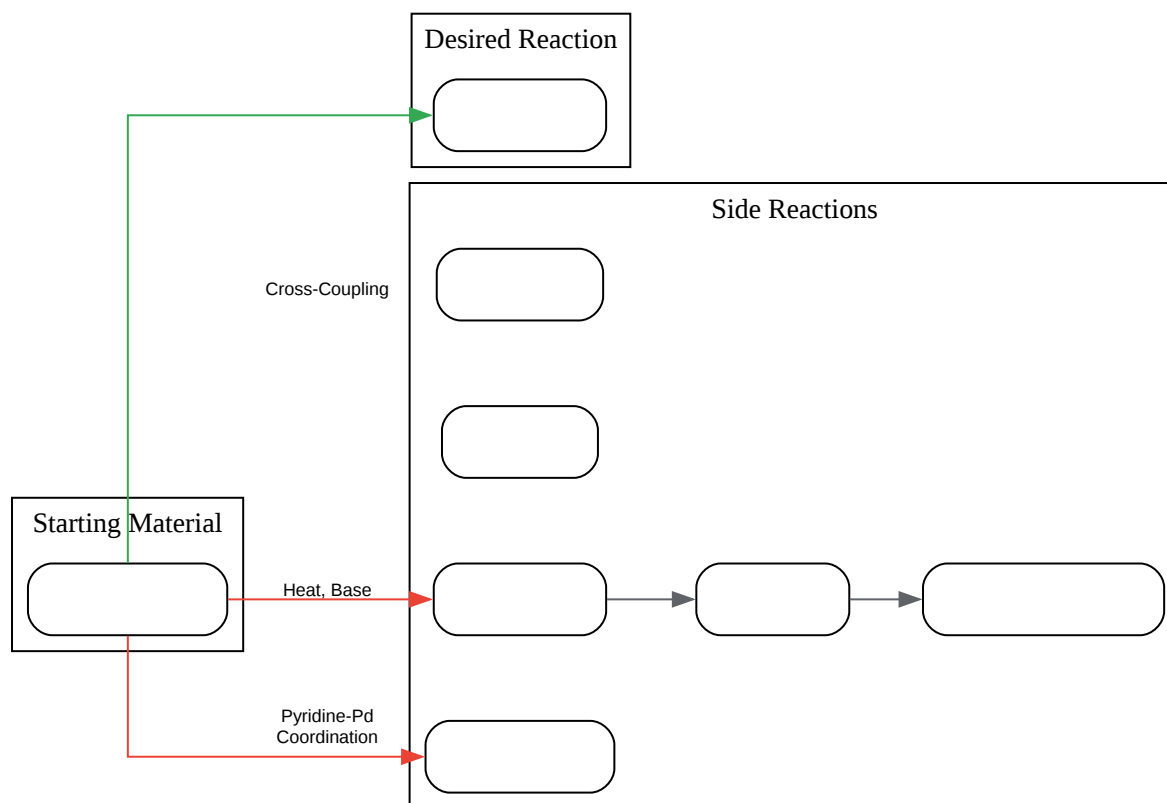 Desired Reaction
Side Reactions
Cross-Coupling
Starting Material
Heat, Base
Pyridine-Pd
Coordination